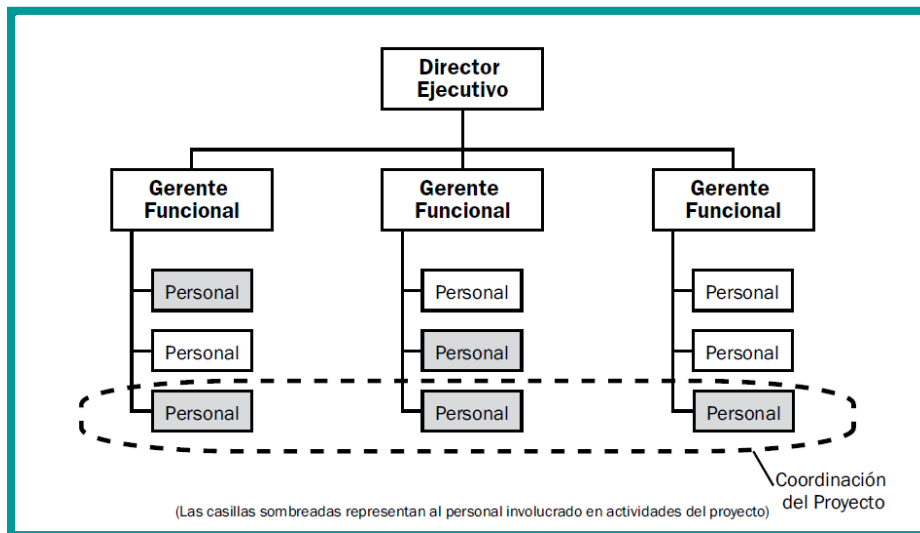 Director
Ejecutivo
Gerente
Funcional
Gerente
Funcional
Gerente
Funcional
Personal
Personal
Personal
Personal
Personal
Personal
Personal
Personal
Personal
Coordinación
del Proyecto
(Las casillas sombreadas representan al personal involucrado en actividades del proyecto)